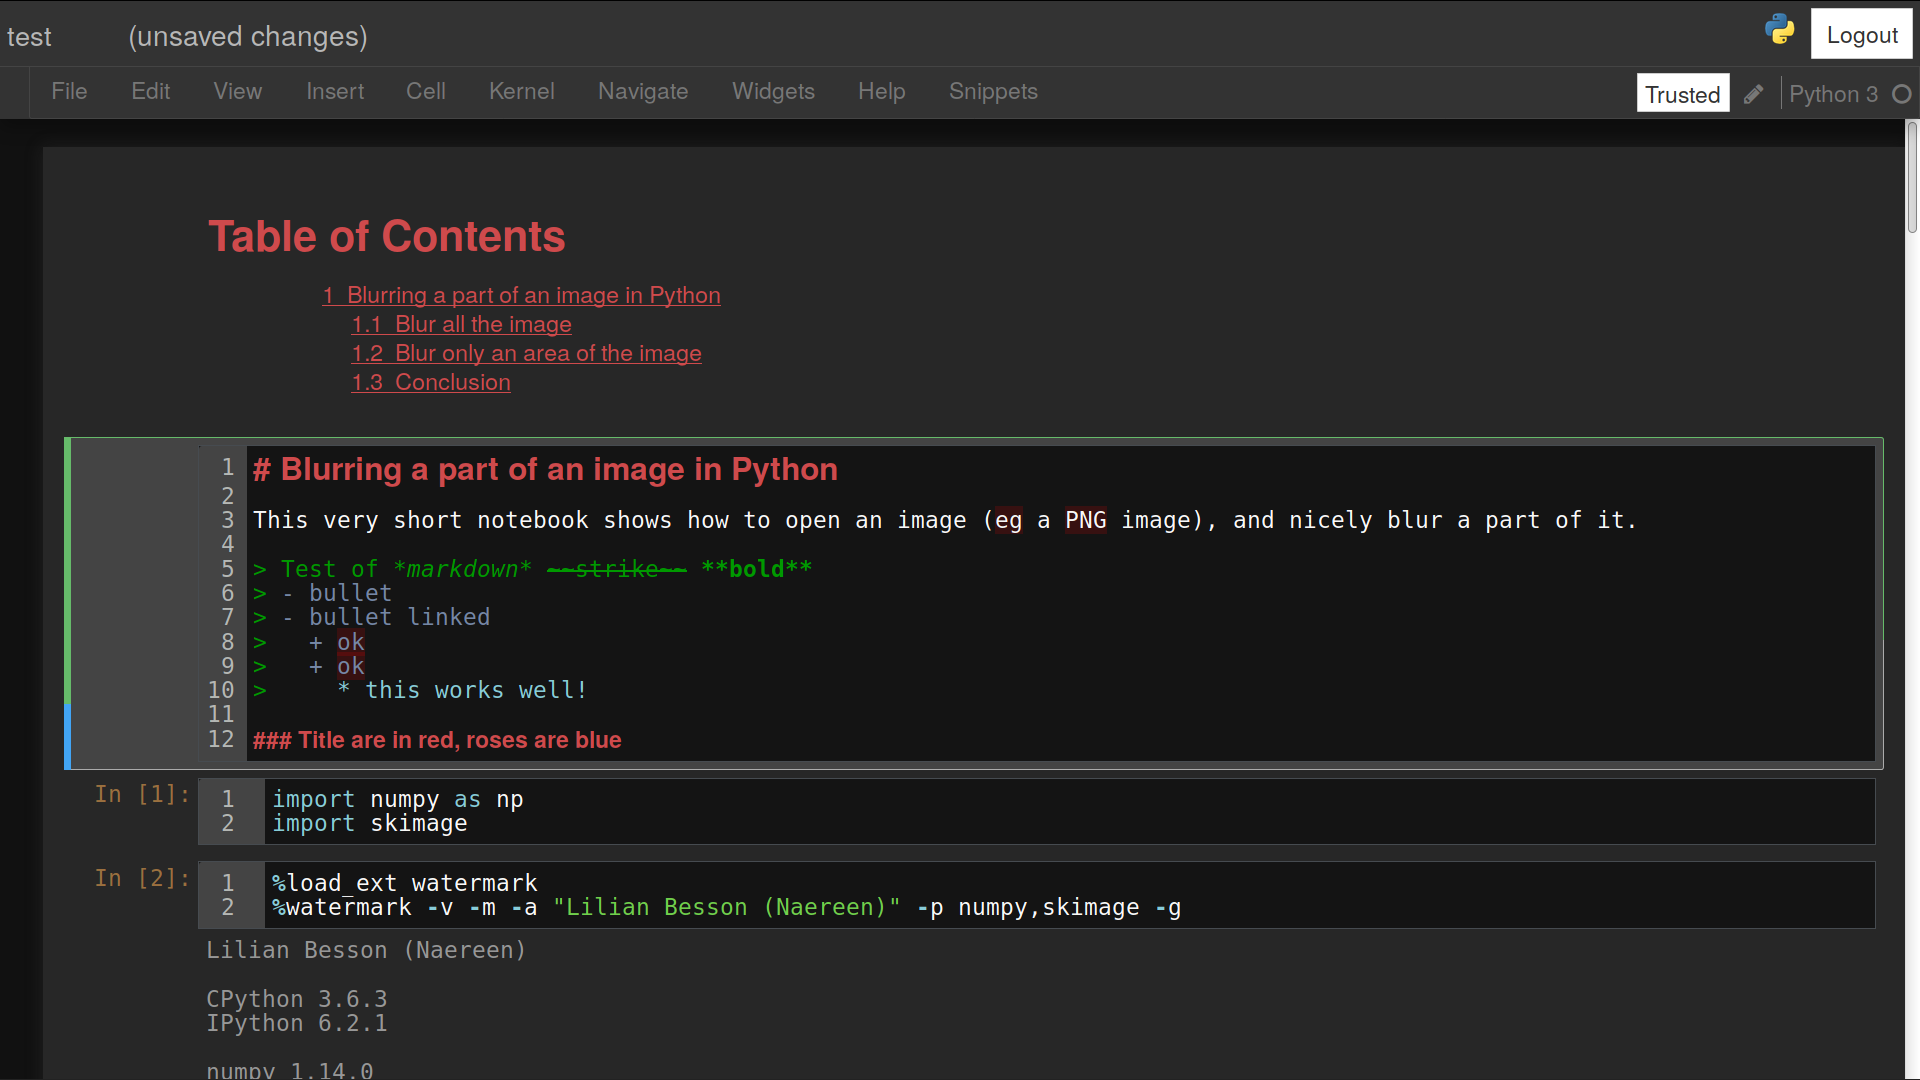 test (unsaved changes) Logout
File Edit View Insert Cell Kernel Navigate Widgets Help Snippets Trusted Python 3
Table of Contents
1 Blurring a part of an image in Python
1.1 Blur all the image
1.2 Blur only an area of the image
1.3 Conclusion
1 # Blurring a part of an image in Python
2
3 This very short notebook shows how to open an image (eg a PNG image), and nicely blur a part of it.
4
5 > Test of *markdown* ~~strike~~ **bold**
6 > - bullet
7 > - bullet linked
8 >   + ok
9 >   + ok
10 >     * this works well!
11
12 ### Title are in red, roses are blue
In [1]: 1 import numpy as np
2 import skimage
In [2]: 1 %load_ext watermark
2 %watermark -v -m -a "Lilian Besson (Naereen)" -p numpy,skimage -g
Lilian Besson (Naereen)
CPython 3.6.3
IPython 6.2.1
numpy 1.14.0